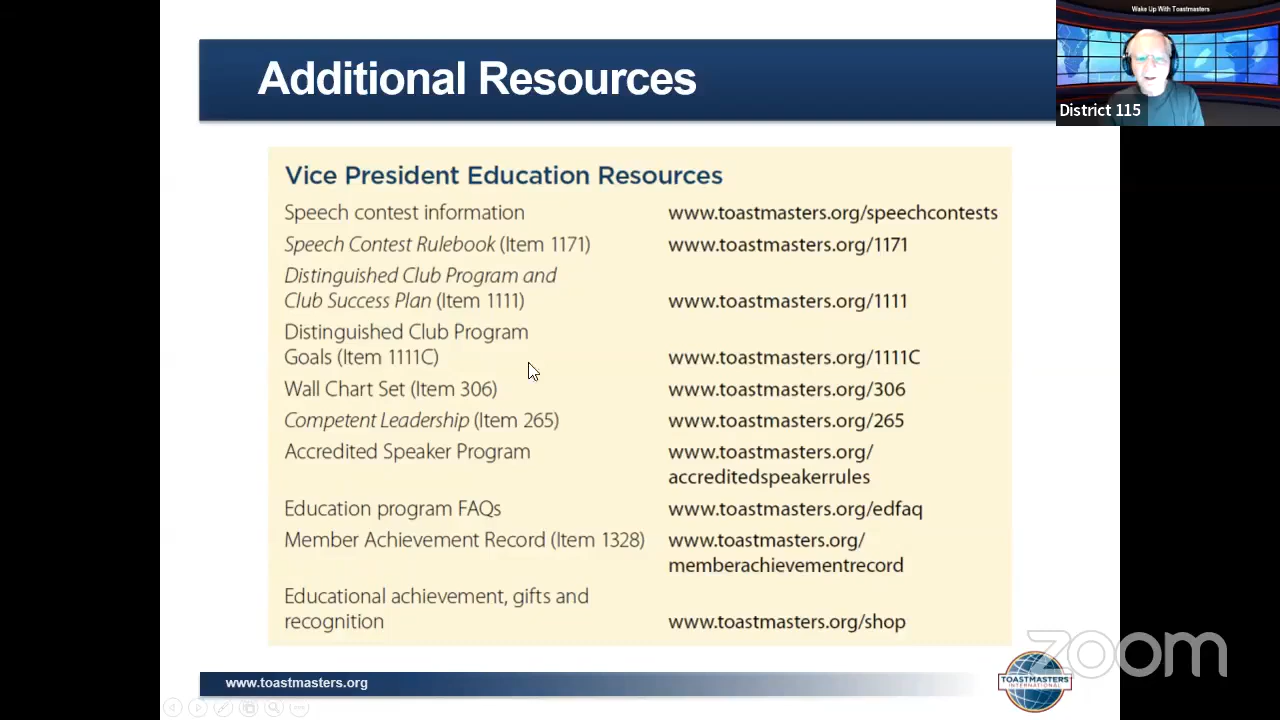 Wake Up With Toastmasters
District 115
Additional Resources
Vice President Education Resources
Speech contest information www.toastmasters.org/speechcontests
Speech Contest Rulebook (Item 1171) www.toastmasters.org/1171
Distinguished Club Program and
Club Success Plan (Item 1111) www.toastmasters.org/1111
Distinguished Club Program
Goals (Item 1111C) www.toastmasters.org/1111C
Wall Chart Set (Item 306) www.toastmasters.org/306
Competent Leadership (Item 265) www.toastmasters.org/265
Accredited Speaker Program www.toastmasters.org/
accreditedspeakerrules
Education program FAQs www.toastmasters.org/edfaq
Member Achievement Record (Item 1328) www.toastmasters.org/
memberachievementrecord
Educational achievement, gifts and
recognition www.toastmasters.org/shop
zoom
www.toastmasters.org
TOASTMASTERS
INTERNATIONAL